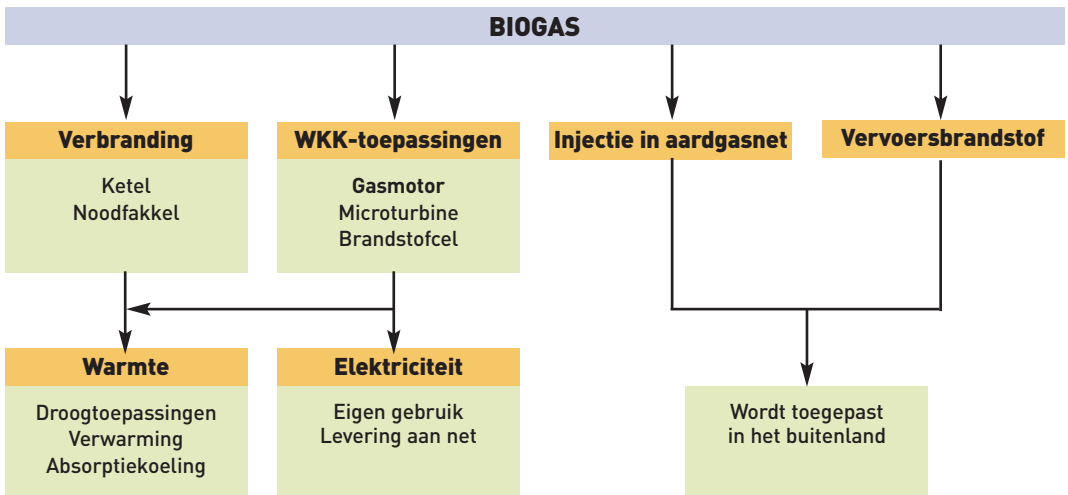 BIOGAS
Verbranding
Ketel
Noodfakkel
WKK-toepassingen
Gasmotor
Microturbine
Brandstofcel
Injectie in aardgasnet
Vervoersbrandstof
Warmte
Droogtoepassingen
Verwarming
Absorptiekoeling
Elektriciteit
Eigen gebruik
Levering aan net
Wordt toegepast
in het buitenland